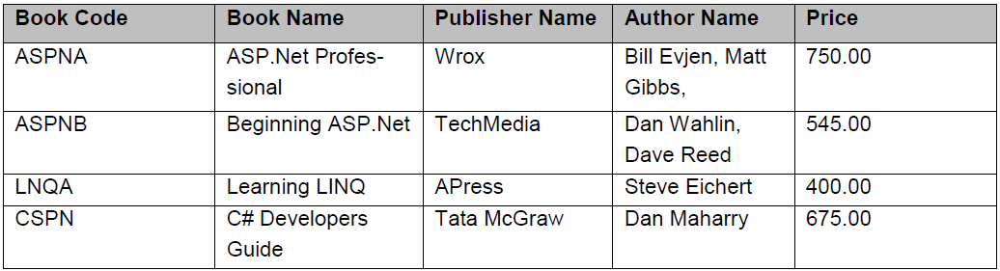 Book Code Book Name Publisher Name Author Name Price
ASPNA ASP.Net Profes- Wrox Bill Evjen, Matt 750.00
sional Gibbs,
ASPNB Beginning ASP.Net TechMedia Dan Wahlin, 545.00
Dave Reed
LNQA Learning LINQ APress Steve Eichert 400.00
CSPN C# Developers Tata McGraw Dan Maharry 675.00
Guide